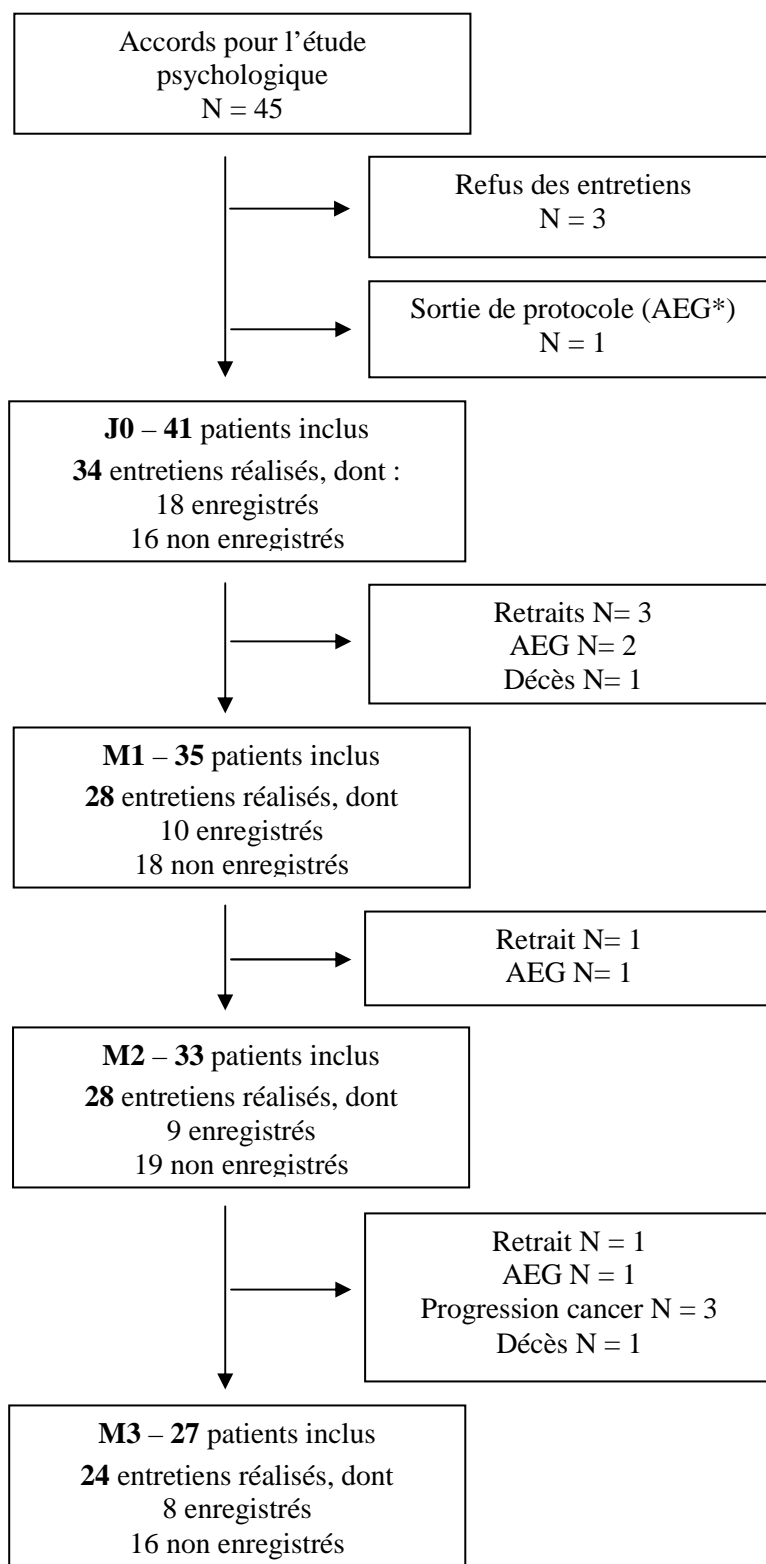 Accords pour l’étude
psychologique
N = 45
Refus des entretiens
N = 3
Sortie de protocole (AEG*)
N = 1
J0 – 41 patients inclus
34 entretiens réalisés, dont :
18 enregistrés
16 non enregistrés
Retraits N= 3
AEG N= 2
Décès N= 1
M1 – 35 patients inclus
28 entretiens réalisés, dont
10 enregistrés
18 non enregistrés
Retrait N= 1
AEG N= 1
M2 – 33 patients inclus
28 entretiens réalisés, dont
9 enregistrés
19 non enregistrés
Retrait N = 1
AEG N = 1
Progression cancer N = 3
Décès N = 1
M3 – 27 patients inclus
24 entretiens réalisés, dont
8 enregistrés
16 non enregistrés